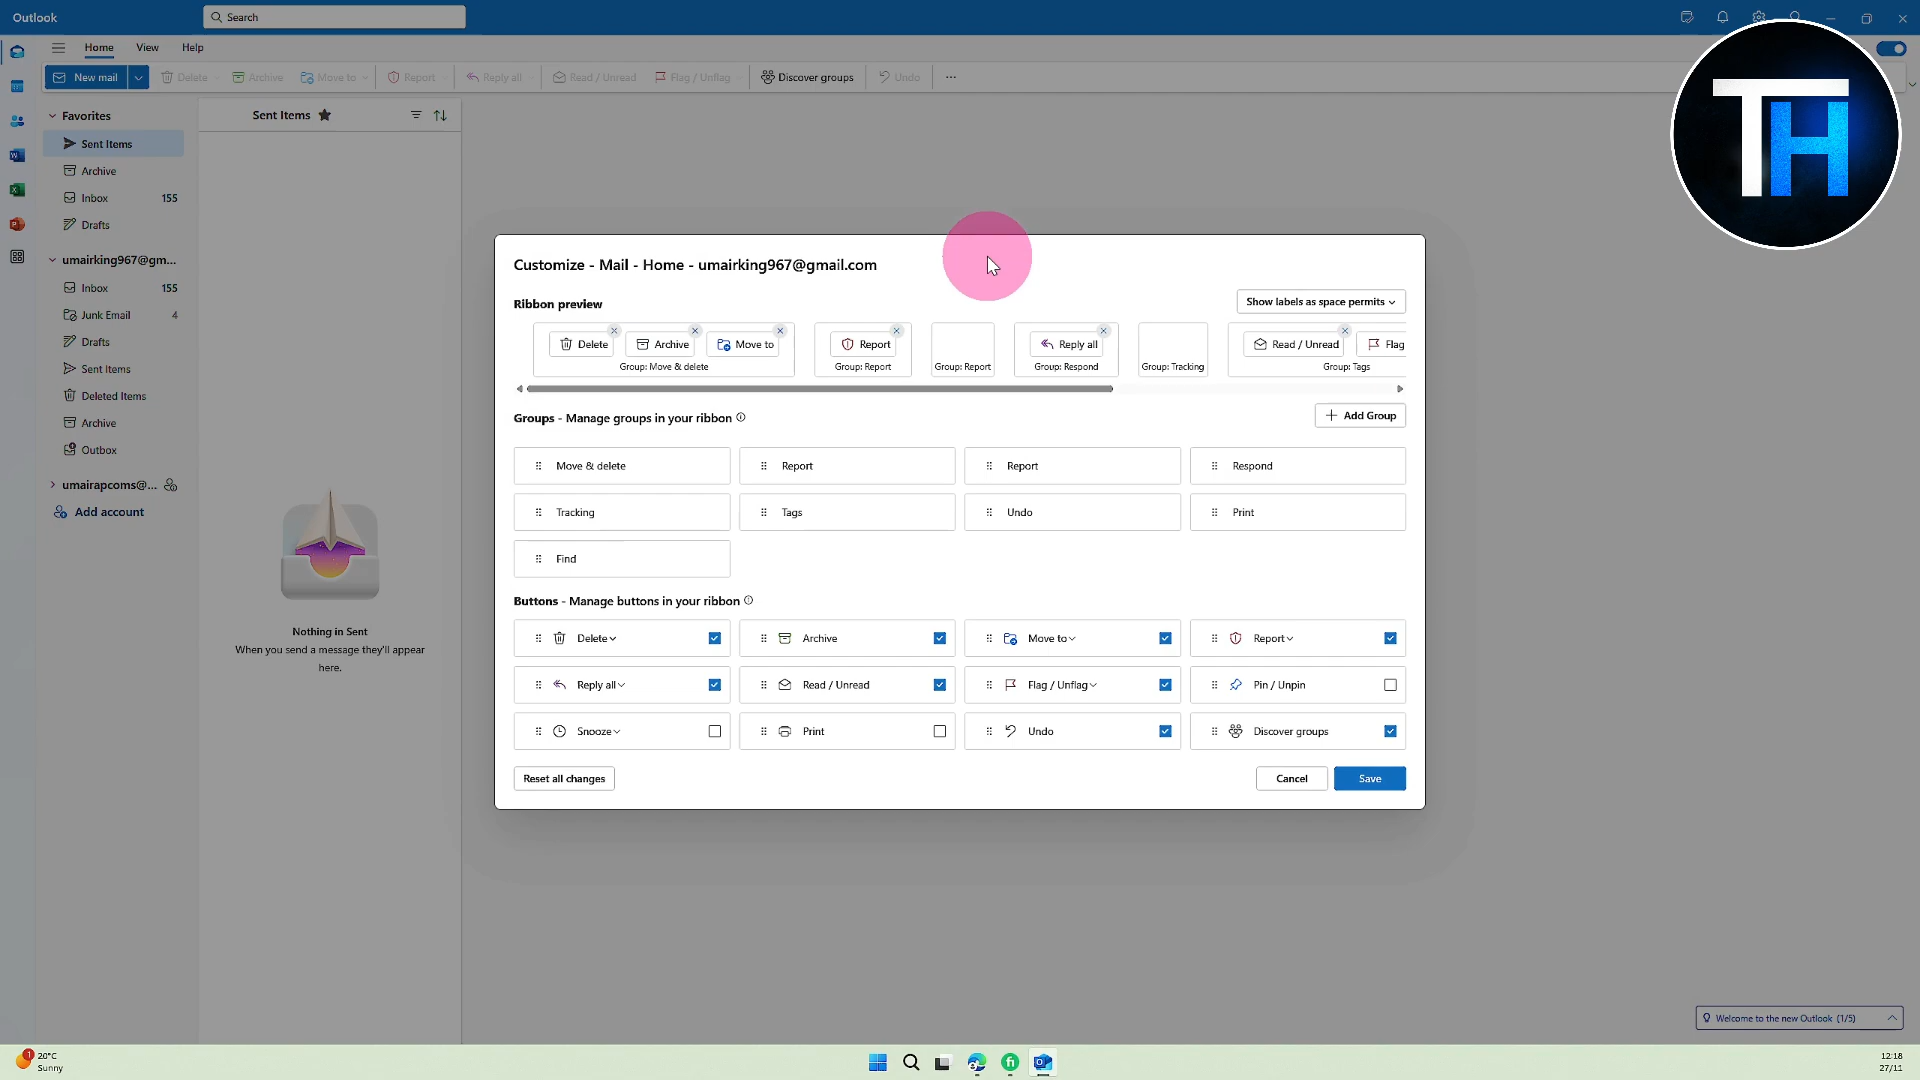 Outlook
Search
Home View Help
New mail Delete Archive Move to Report Reply all Read / Unread Flag / Unflag Discover groups Undo ...
TH
Favorites
Sent Items
Archive
Inbox 155
Drafts
umairking967@gm...
Inbox 155
Junk Email 4
Drafts
Sent Items
Deleted Items
Archive
Outbox
umairapcoms@...
Add account
Sent Items
Nothing in Sent
When you send a message they'll appear
here.
Customize - Mail - Home - umairking967@gmail.com
Ribbon preview
Show labels as space permits
Delete Archive Move to Report Reply all Read / Unread Flag
Group: Move & delete Group: Report Group: Report Group: Respond Group: Tracking Group: Tags
Groups - Manage groups in your ribbon
Add Group
Move & delete Report Report Respond
Tracking Tags Undo Print
Find
Buttons - Manage buttons in your ribbon
Delete Archive Move to Report
Reply all Read / Unread Flag / Unflag Pin / Unpin
Snooze Print Undo Discover groups
Reset all changes Cancel Save
Welcome to the new Outlook (1/5)
1
20°C
Sunny
12:18
27/11